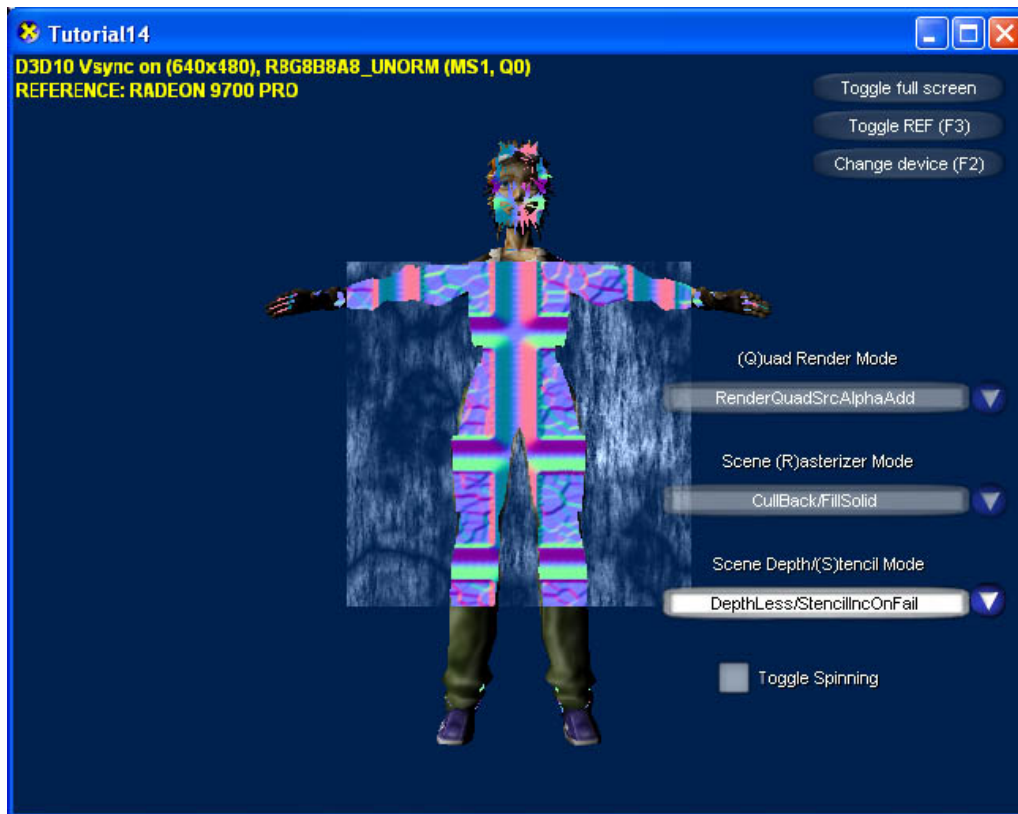 Tutorial14
D3D10 Vsync on (640x480), R8G8B8A8_UNORM (MS1, Q0)
REFERENCE: RADEON 9700 PRO
Toggle full screen
Toggle REF (F3)
Change device (F2)
(Q)uad Render Mode
RenderQuadSrcAlphaAdd
Scene (R)asterizer Mode
CullBack/FillSolid
Scene Depth/(S)tencil Mode
DepthLess/StencilIncOnFail
Toggle Spinning